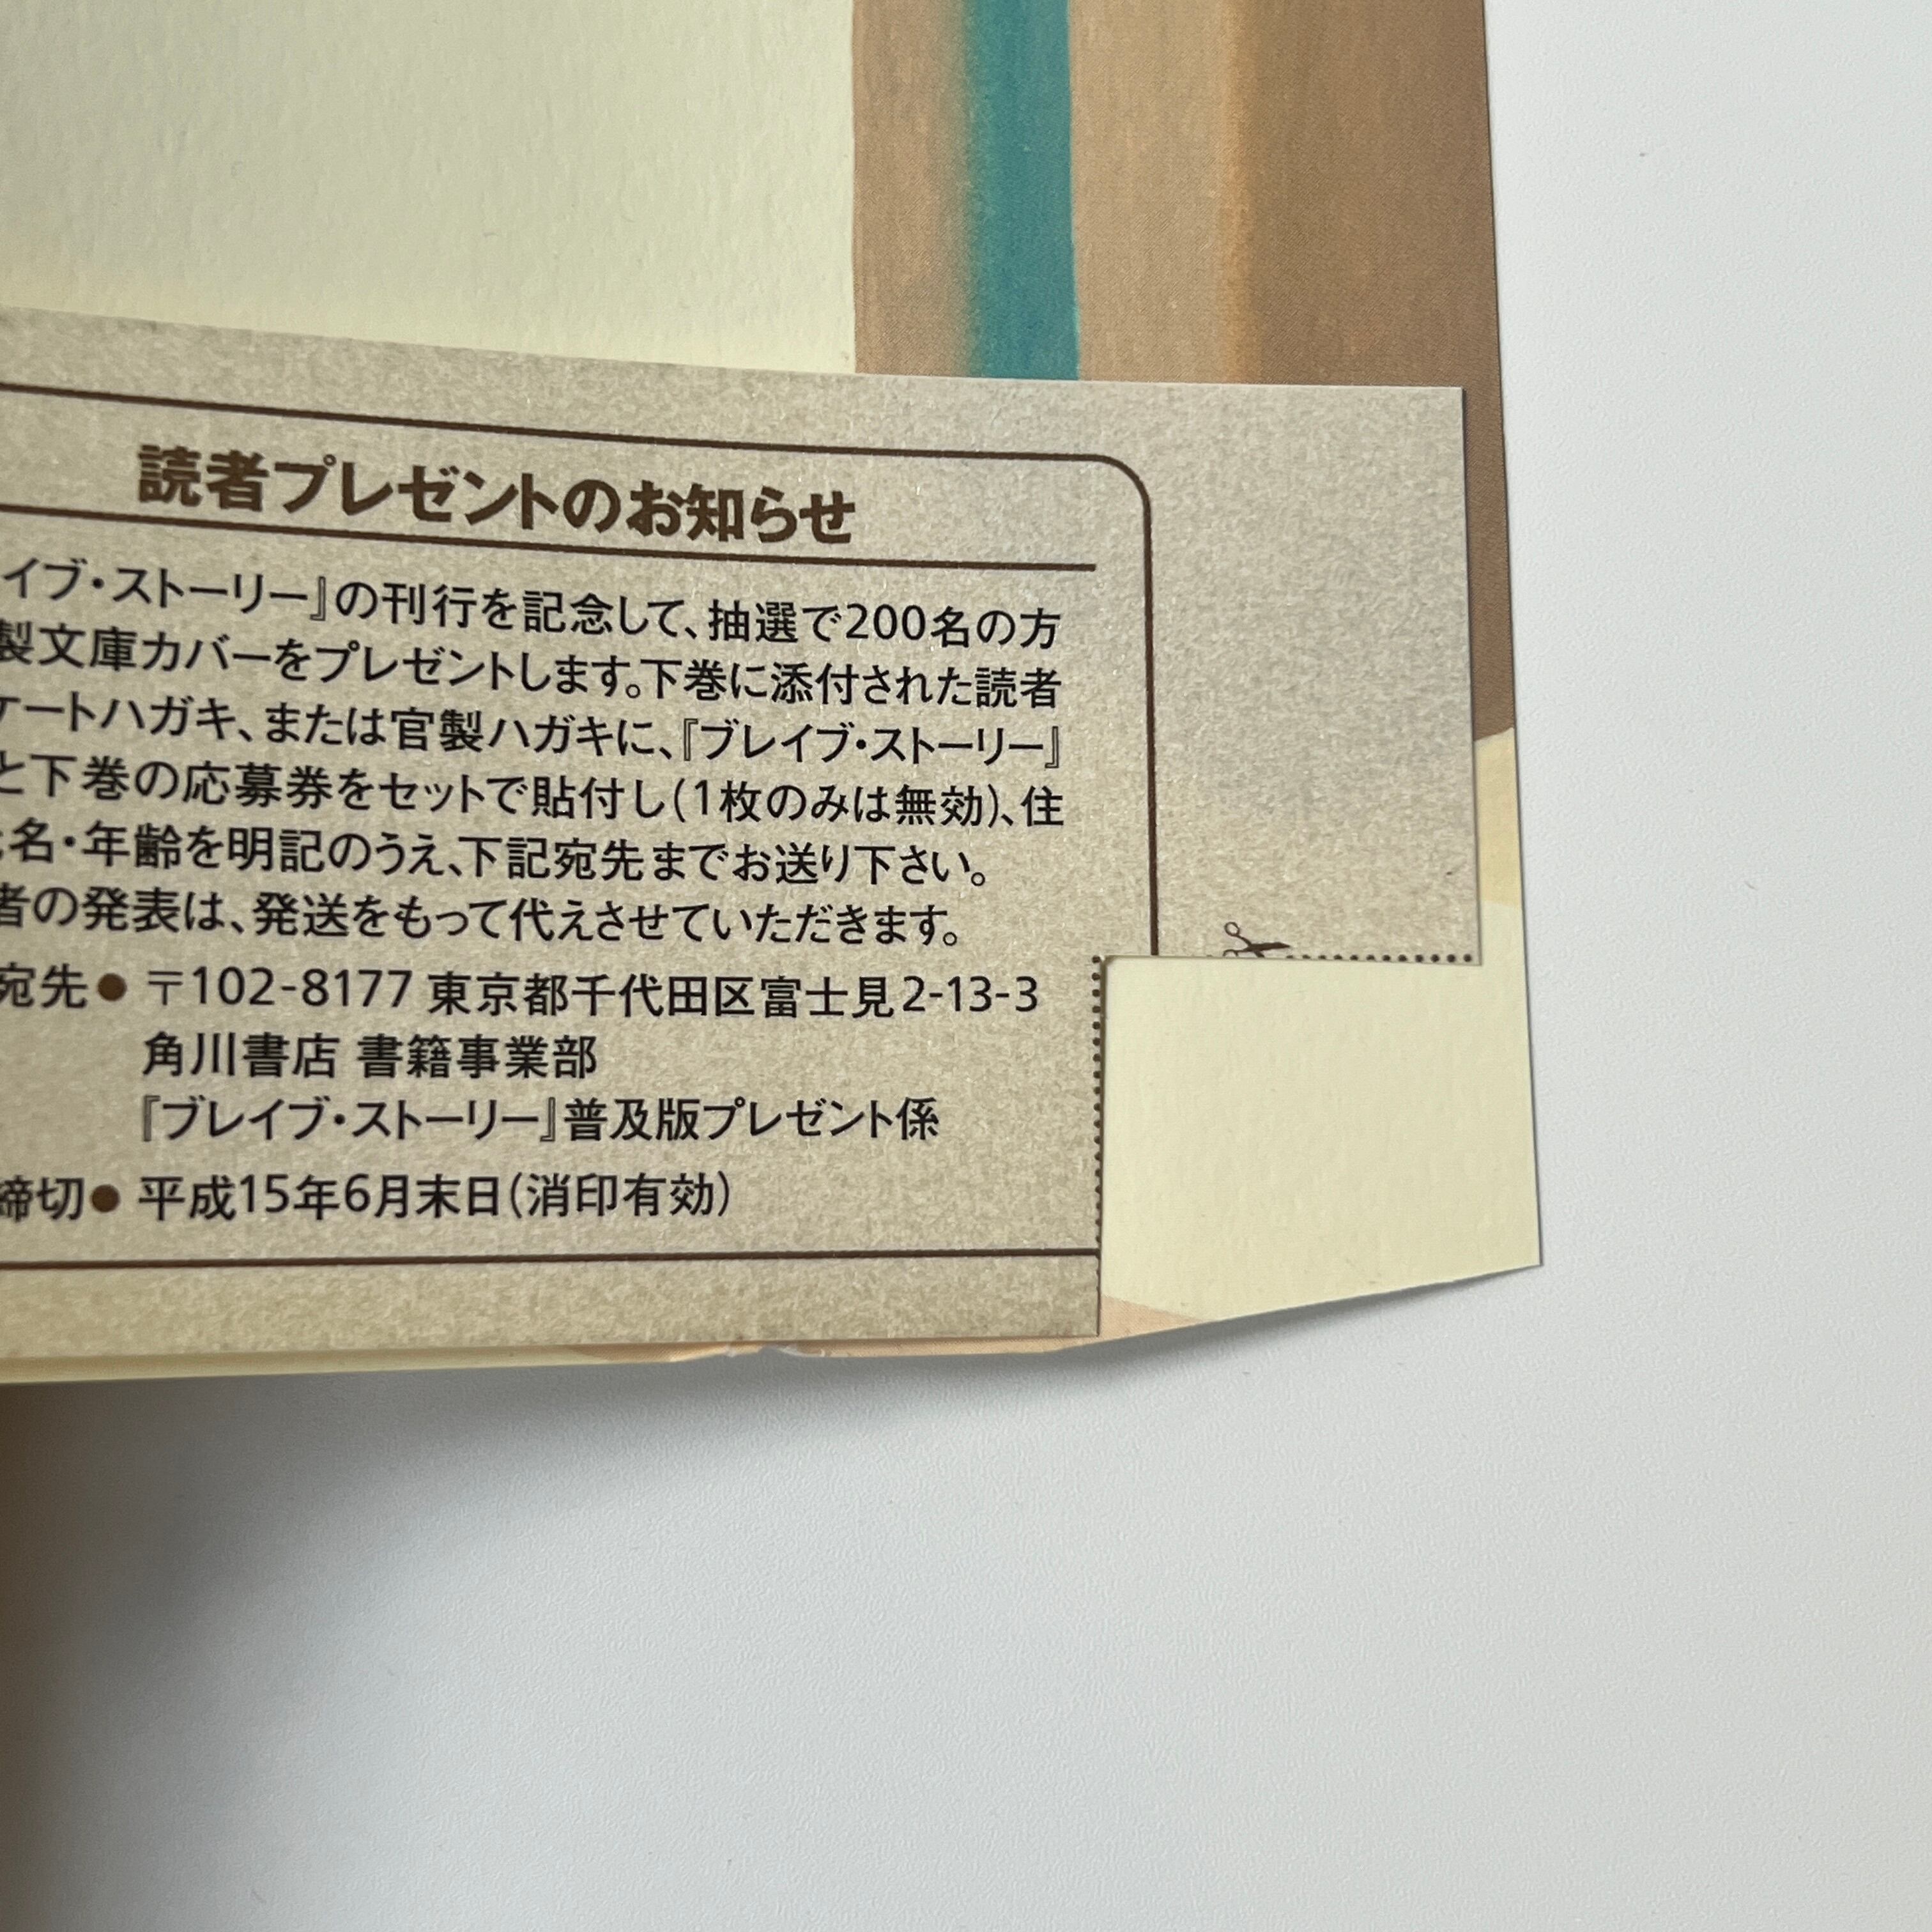 読者プレゼントのお知らせ
イブ・ストーリー』の刊行を記念して、抽選で200名の方
製文庫カバーをプレゼントします。下巻に添付された読者
ケートハガキ、または官製ハガキに、『ブレイブ・ストーリー』
と下巻の応募券をセットで貼付し(1枚のみは無効)、住
名・年齢を明記のうえ、下記宛先までお送り下さい。
者の発表は、発送をもって代えさせていただきます。
宛先●〒102-8177 東京都千代田区富士見2-13-3
角川書店 書籍事業部
『ブレイブ・ストーリー』普及版プレゼント係
締切●平成15年6月末日(消印有効)